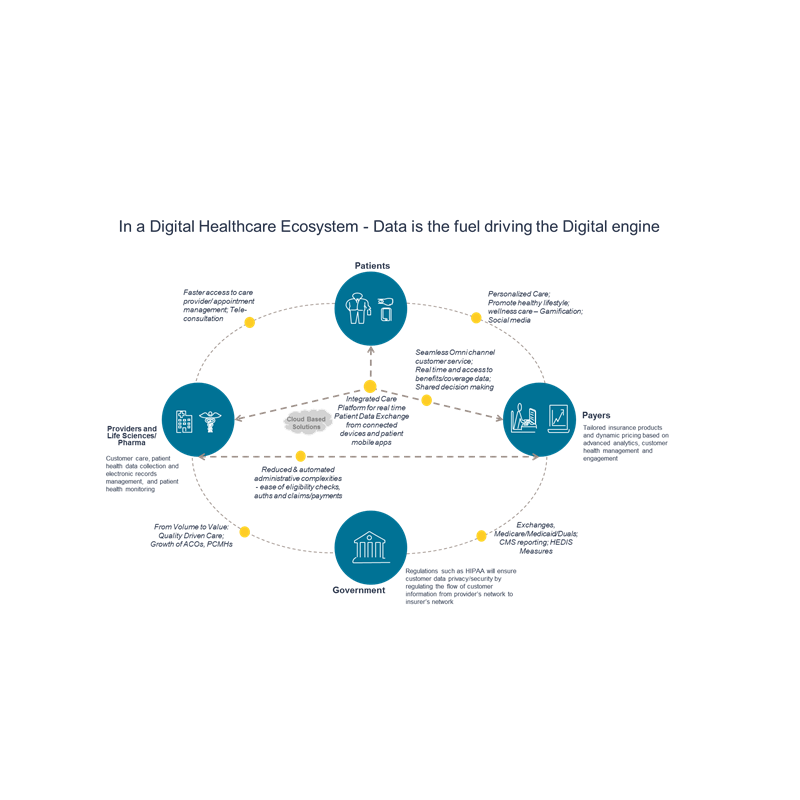 In a Digital Healthcare Ecosystem - Data is the fuel driving the Digital engine
Patients
Faster access to care
provider/ appointment
management; Tele-
consultation
Personalized Care;
Promote healthy lifestyle;
wellness care – Gamification;
Social media
Seamless Omni channel
customer service;
Real time and access to
benefits/coverage data;
Shared decision making
Integrated Care
Platform for real time
Patient Data Exchange
from connected
devices and patient
mobile apps
Cloud Based
Solutions
Providers and
Life Sciences/
Pharma
Customer care, patient
health data collection and
electronic records
management, and patient
health monitoring
Payers
Tailored insurance products
and dynamic pricing based on
advanced analytics, customer
health management and
engagement
Reduced & automated
administrative complexities
- ease of eligibility checks,
auths and claims/payments
From Volume to Value;
Quality Driven Care;
Growth of ACOs, PCMHs
Exchanges,
Medicare/Medicaid/Duals;
CMS reporting; HEDIS
Measures
Government
Regulations such as HIPAA will ensure
customer data privacy/security by
regulating the flow of customer
information from provider's network to
insurer's network